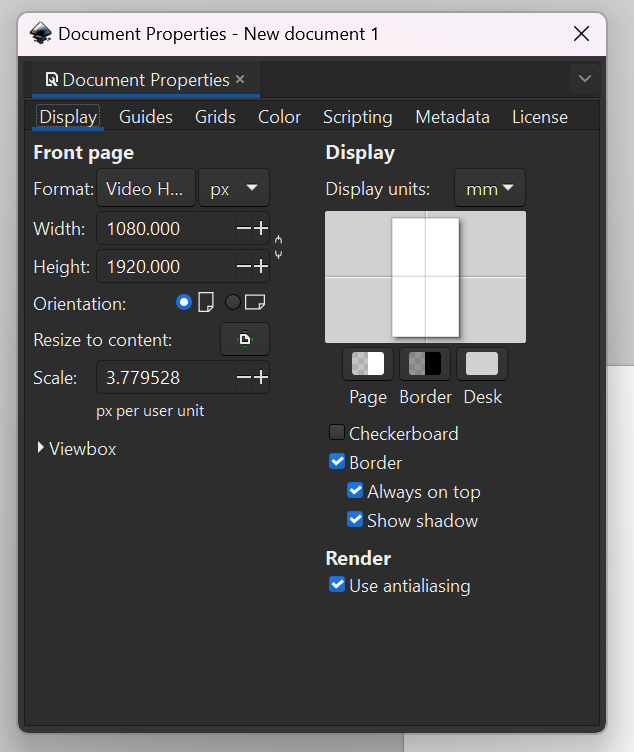 Document Properties - New document 1
Document Properties
Display Guides Grids Color Scripting Metadata License
Front page
Format: Video H... px
Width: 1080.000
Height: 1920.000
Orientation:
Resize to content:
Scale: 3.779528
px per user unit
Viewbox
Display
Display units: mm
Page Border Desk
Checkerboard
Border
Always on top
Show shadow
Render
Use antialiasing